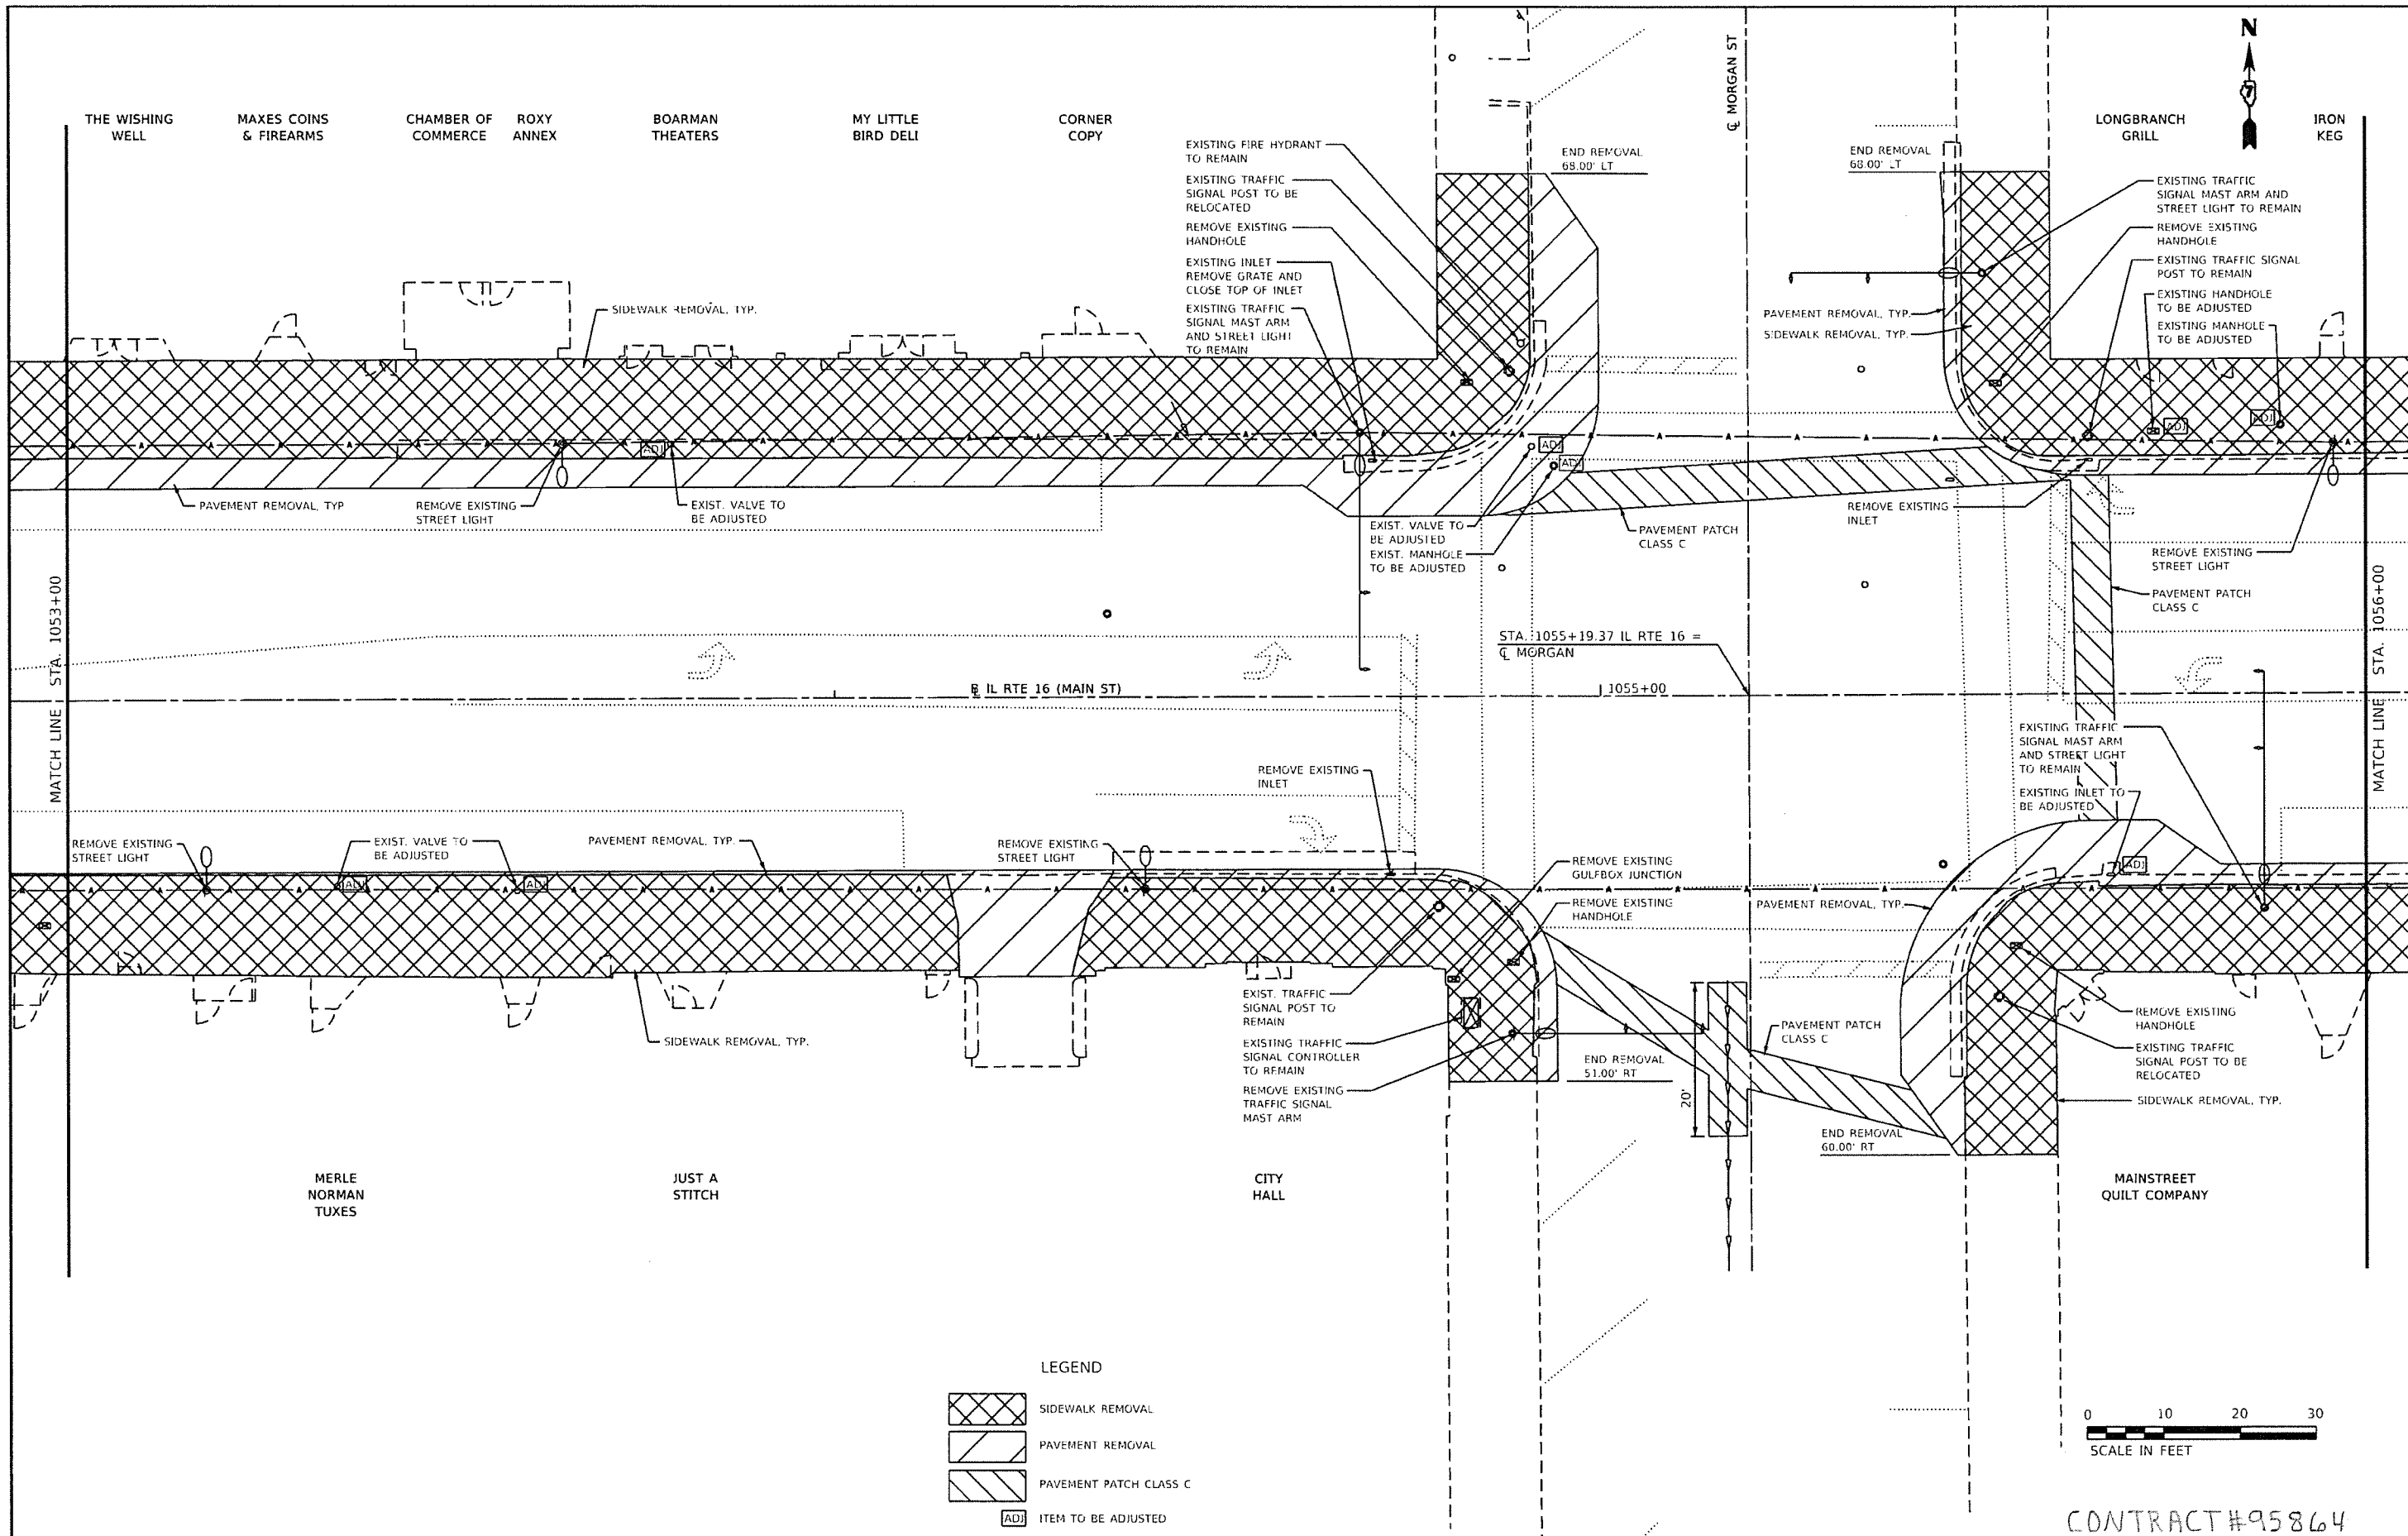 THE WISHING
WELL
MAXES COINS
& FIREARMS
CHAMBER OF
COMMERCE
ROXY
ANNEX
BOARMAN
THEATERS
MY LITTLE
BIRD DELI
CORNER
COPY
℄ MORGAN ST
N
7
LONGBRANCH
GRILL
IRON
KEG
EXISTING FIRE HYDRANT
TO REMAIN
EXISTING TRAFFIC
SIGNAL POST TO BE
RELOCATED
REMOVE EXISTING
HANDHOLE
EXISTING INLET
REMOVE GRATE AND
CLOSE TOP OF INLET
EXISTING TRAFFIC
SIGNAL MAST ARM
AND STREET LIGHT
TO REMAIN
END REMOVAL
68.00' LT
END REMOVAL
68.00' LT
EXISTING TRAFFIC
SIGNAL MAST ARM AND
STREET LIGHT TO REMAIN
REMOVE EXISTING
HANDHOLE
EXISTING TRAFFIC SIGNAL
POST TO REMAIN
EXISTING HANDHOLE
TO BE ADJUSTED
EXISTING MANHOLE
TO BE ADJUSTED
SIDEWALK REMOVAL, TYP.
PAVEMENT REMOVAL, TYP.
SIDEWALK REMOVAL, TYP.
ADJ
ADJ
ADJ
ADJ
ADJ
PAVEMENT REMOVAL, TYP
REMOVE EXISTING
STREET LIGHT
EXIST. VALVE TO
BE ADJUSTED
EXIST. VALVE TO
BE ADJUSTED
EXIST. MANHOLE
TO BE ADJUSTED
PAVEMENT PATCH
CLASS C
REMOVE EXISTING
INLET
REMOVE EXISTING
STREET LIGHT
PAVEMENT PATCH
CLASS C
MATCH LINE STA. 1053+00
MATCH LINE STA. 1056+00
STA. 1055+19.37 IL RTE 16 =
℄ MORGAN
℄ IL RTE 16 (MAIN ST)
1055+00
EXISTING TRAFFIC
SIGNAL MAST ARM
AND STREET LIGHT
TO REMAIN
EXISTING INLET TO
BE ADJUSTED
REMOVE EXISTING
INLET
REMOVE EXISTING
STREET LIGHT
EXIST. VALVE TO
BE ADJUSTED
PAVEMENT REMOVAL, TYP.
REMOVE EXISTING
STREET LIGHT
REMOVE EXISTING
GULFBOX JUNCTION
REMOVE EXISTING
HANDHOLE
PAVEMENT REMOVAL, TYP.
ADJ
ADJ
ADJ
EXIST. TRAFFIC
SIGNAL POST TO
REMAIN
EXISTING TRAFFIC
SIGNAL CONTROLLER
TO REMAIN
REMOVE EXISTING
TRAFFIC SIGNAL
MAST ARM
END REMOVAL
51.00' RT
20'
PAVEMENT PATCH
CLASS C
END REMOVAL
60.00' RT
REMOVE EXISTING
HANDHOLE
EXISTING TRAFFIC
SIGNAL POST TO BE
RELOCATED
SIDEWALK REMOVAL, TYP.
SIDEWALK REMOVAL, TYP.
MERLE
NORMAN
TUXES
JUST A
STITCH
CITY
HALL
MAINSTREET
QUILT COMPANY
LEGEND
SIDEWALK REMOVAL
PAVEMENT REMOVAL
PAVEMENT PATCH CLASS C
ADJ ITEM TO BE ADJUSTED
0 10 20 30
SCALE IN FEET
CONTRACT #95864